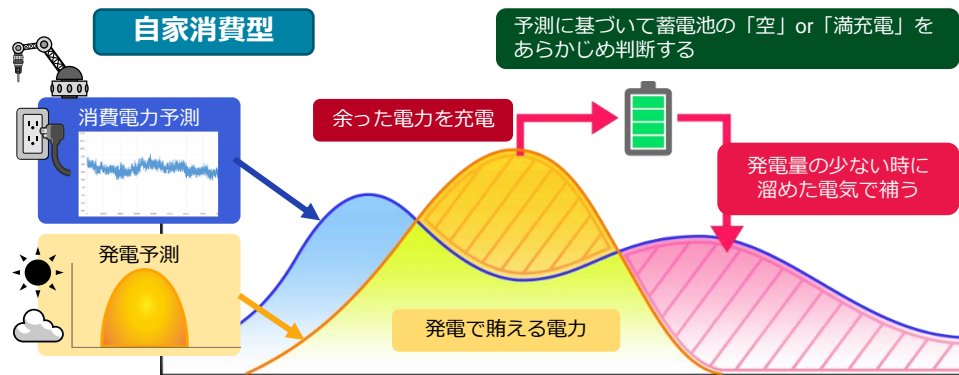 自家消費型
予測に基づいて蓄電池の「空」or「満充電」を
あらかじめ判断する
消費電力予測
余った電力を充電
発電量の少ない時に
溜めた電気で補う
発電予測
発電で賄える電力